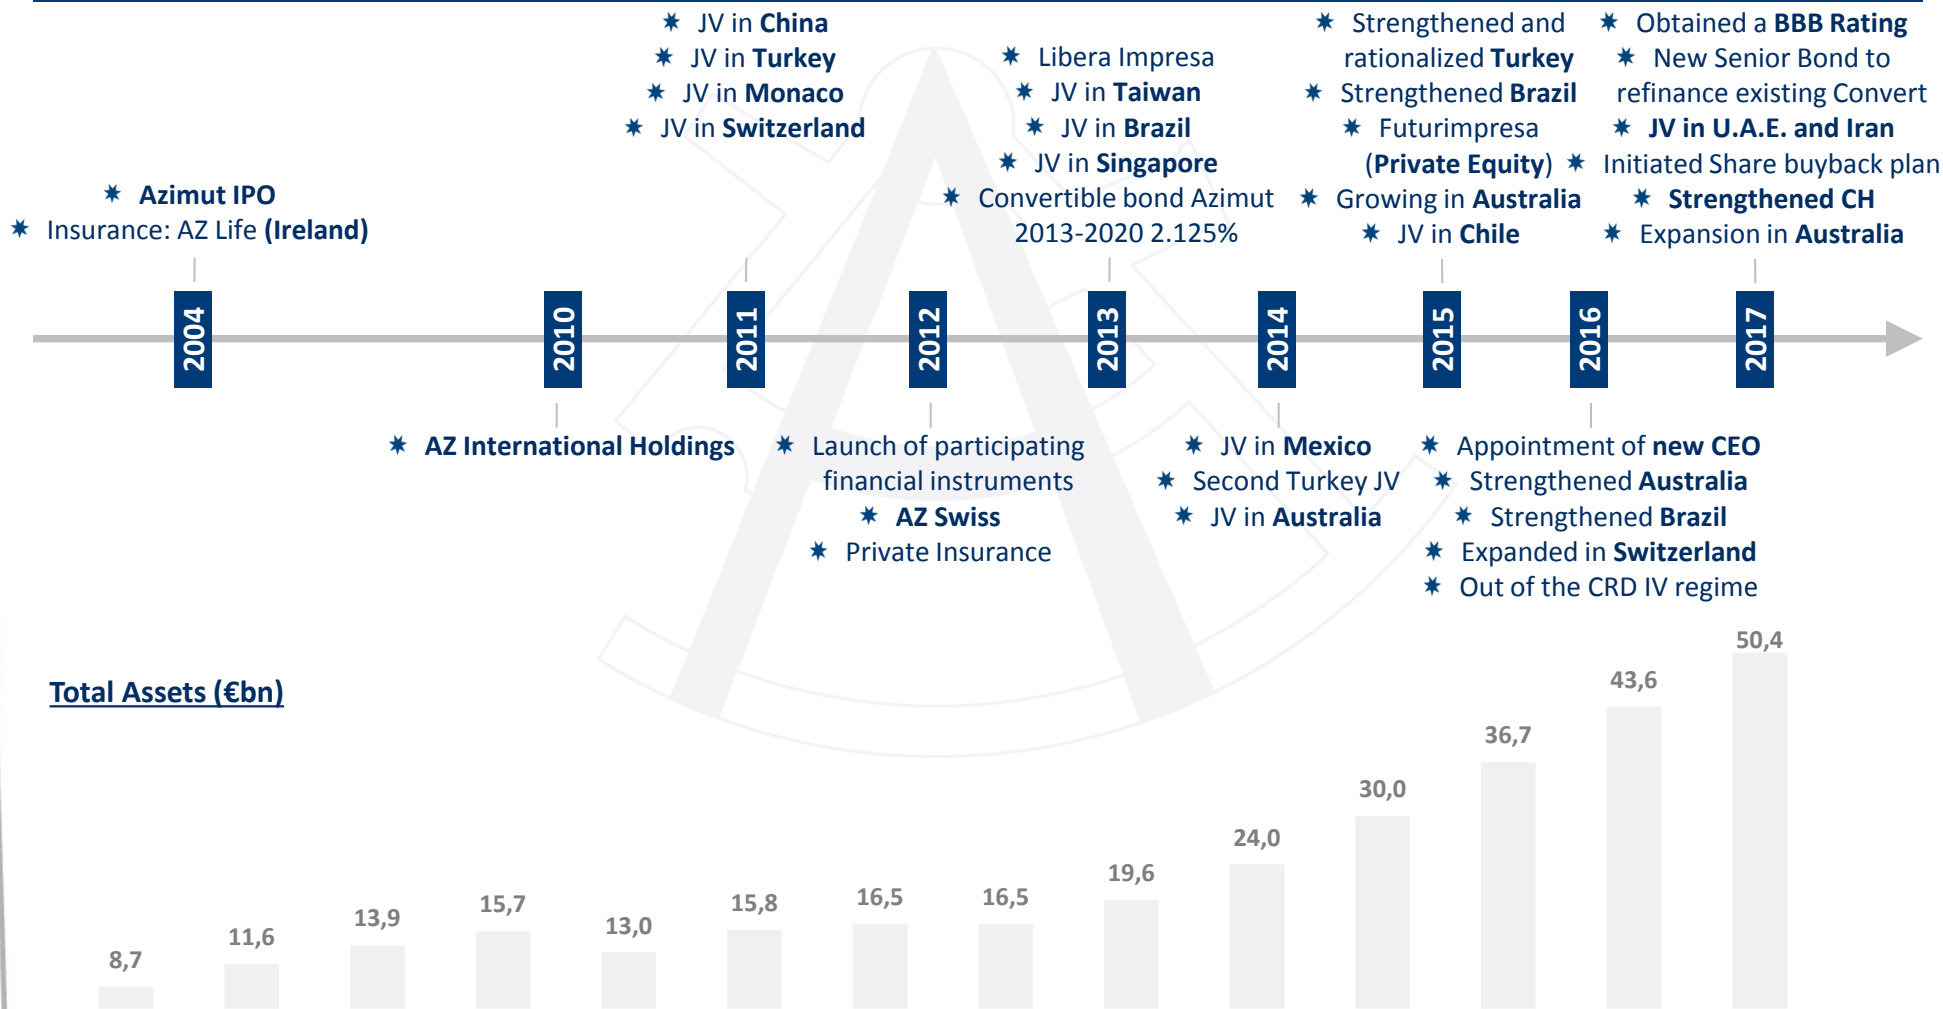 ✷ Azimut IPO
✷ Insurance: AZ Life (Ireland)
✷ JV in China
✷ JV in Turkey
✷ JV in Monaco
✷ JV in Switzerland
✷ Libera Impresa
✷ JV in Taiwan
✷ JV in Brazil
✷ JV in Singapore
✷ Convertible bond Azimut
2013-2020 2.125%
✷ Strengthened and
rationalized Turkey
✷ Strengthened Brazil
✷ Futurimpresa
(Private Equity)
✷ Growing in Australia
✷ JV in Chile
✷ Obtained a BBB Rating
✷ New Senior Bond to
refinance existing Convert
✷ JV in U.A.E. and Iran
✷ Initiated Share buyback plan
✷ Strengthened CH
✷ Expansion in Australia
2004
2010
2011
2012
2013
2014
2015
2016
2017
✷ AZ International Holdings
✷ Launch of participating
financial instruments
✷ AZ Swiss
✷ Private Insurance
✷ JV in Mexico
✷ Second Turkey JV
✷ JV in Australia
✷ Appointment of new CEO
✷ Strengthened Australia
✷ Strengthened Brazil
✷ Expanded in Switzerland
✷ Out of the CRD IV regime
Total Assets (€bn)
8,7
11,6
13,9
15,7
13,0
15,8
16,5
16,5
19,6
24,0
30,0
36,7
43,6
50,4